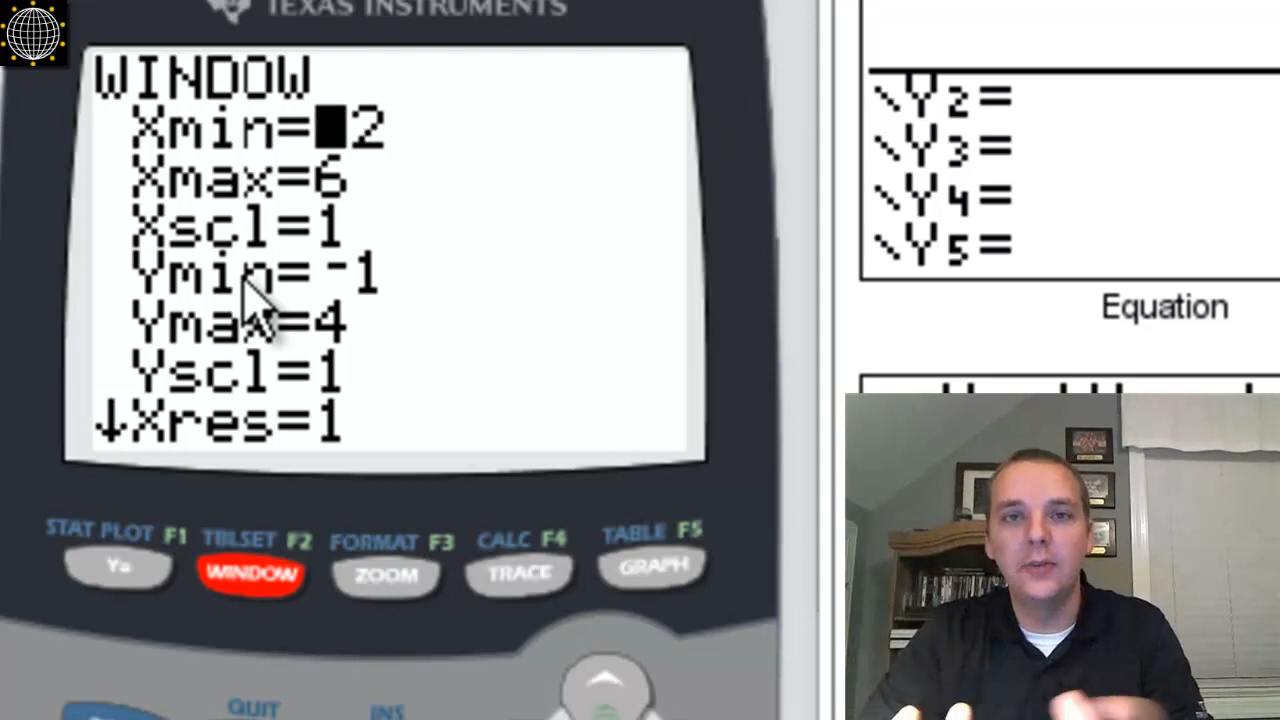 TEXAS INSTRUMENTS
WINDOW
Xmin=█2
Xmax=6
Xscl=1
Ymin=⁻1
Ymax=4
Yscl=1
↓Xres=1
STAT PLOT F1 TBLSET F2 FORMAT F3 CALC F4 TABLE F5
Y= WINDOW ZOOM TRACE GRAPH
QUIT INS
\Y2=
\Y3=
\Y4=
\Y5=
Equation